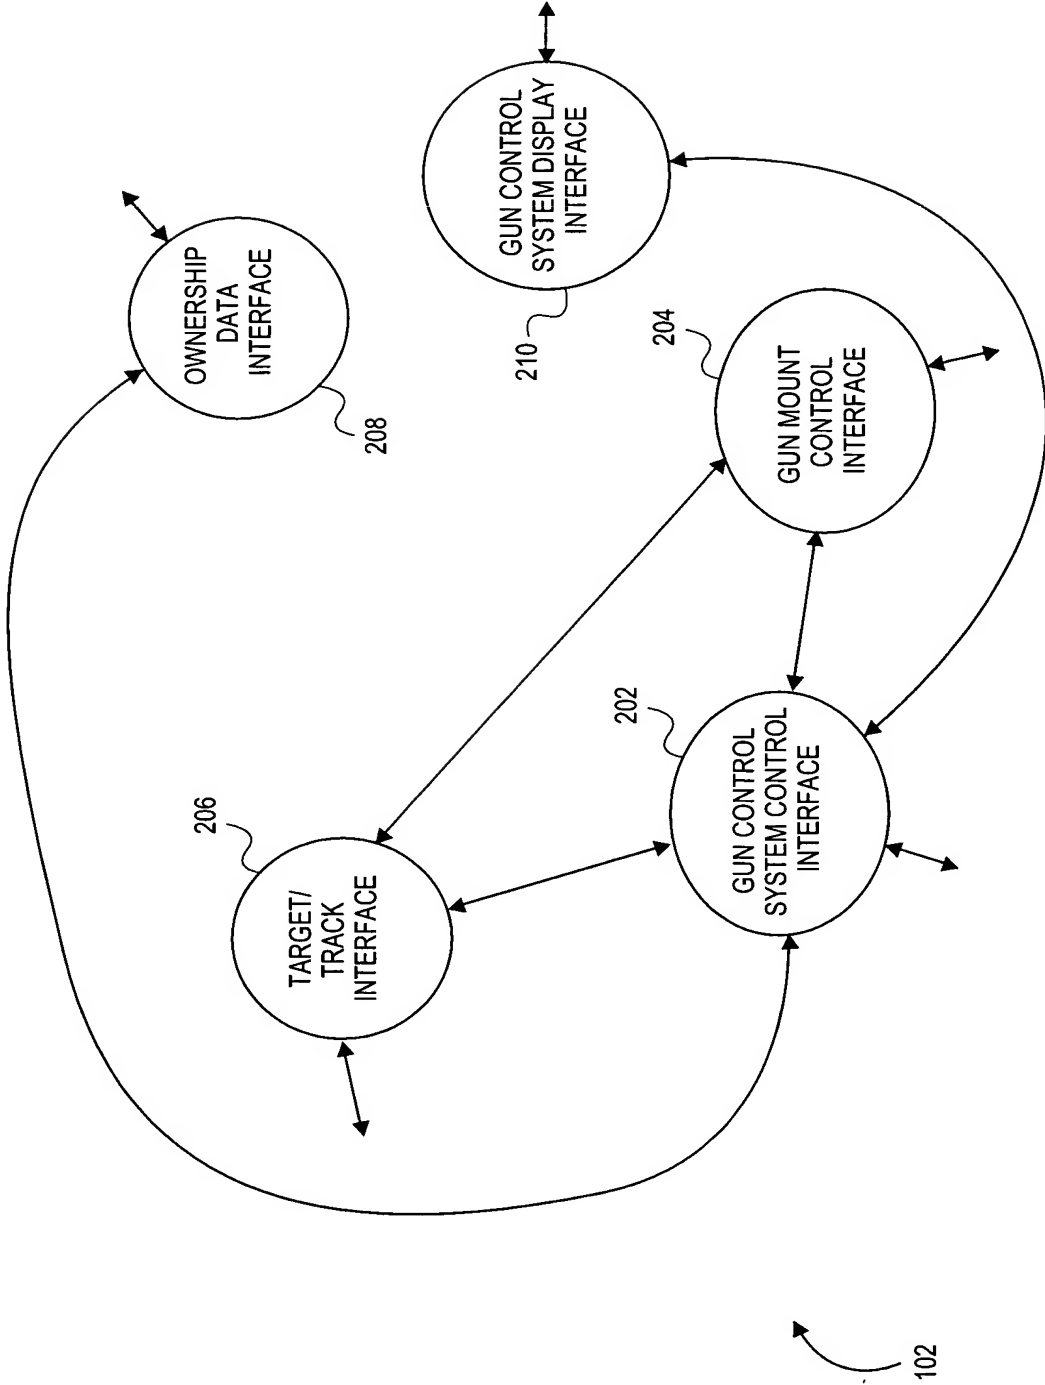 206
TARGET/
TRACK
INTERFACE
OWNERSHIP
DATA
INTERFACE
208
GUN CONTROL
SYSTEM DISPLAY
INTERFACE
210
202
GUN CONTROL
SYSTEM CONTROL
INTERFACE
204
GUN MOUNT
CONTROL
INTERFACE
102